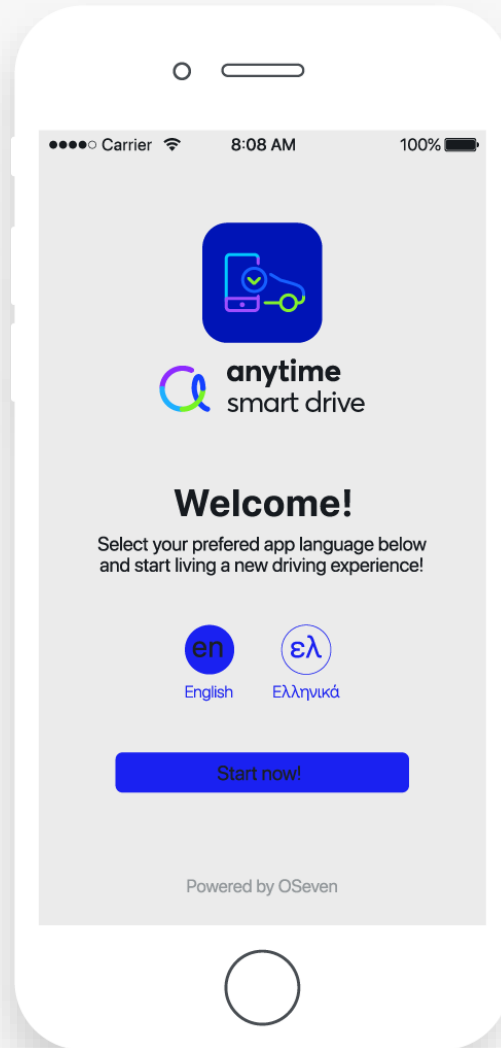 Carrier 8:08 AM 100%
anytime
smart drive
Welcome!
Select your prefered app language below
and start living a new driving experience!
en ελ
English Ελληνικά
Start now!
Powered by OSeven